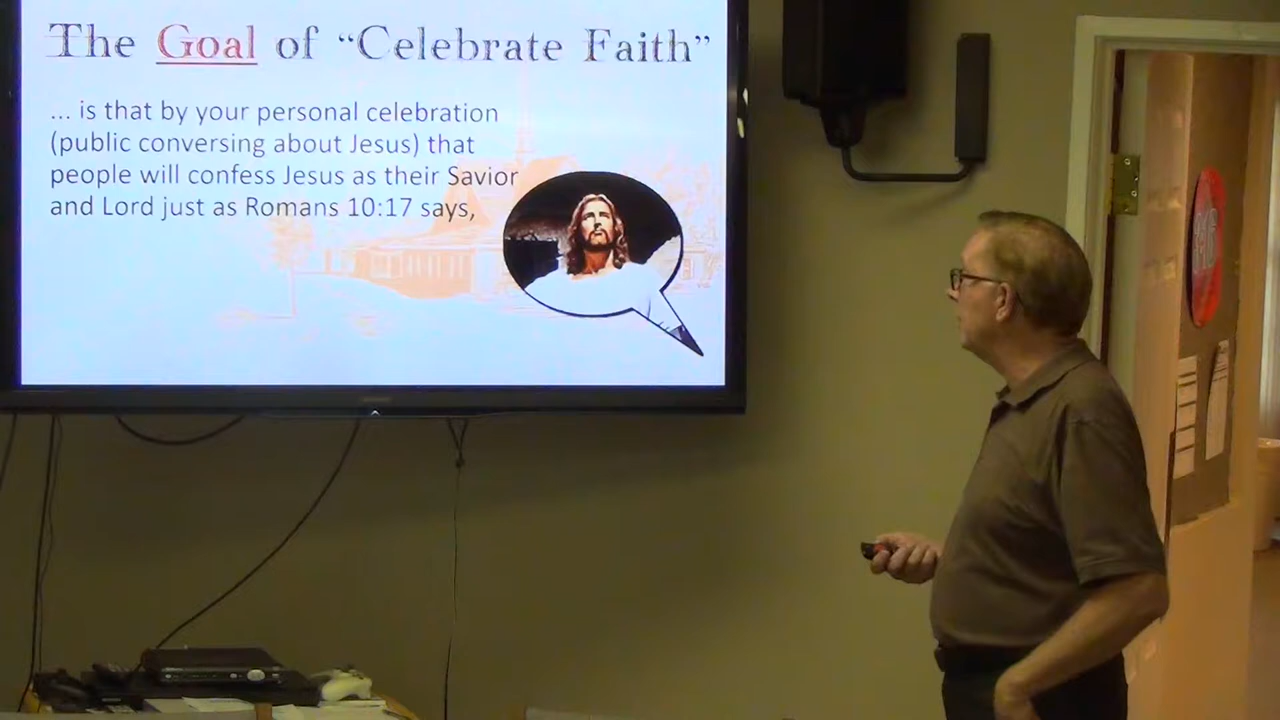 The Goal of “Celebrate Faith”
... is that by your personal celebration
(public conversing about Jesus) that
people will confess Jesus as their Savior
and Lord just as Romans 10:17 says,